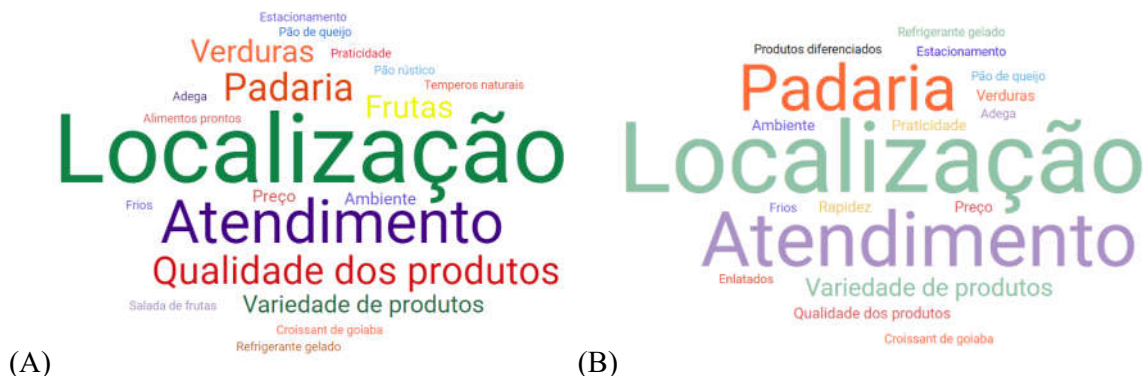 Estacionamento
Pão de queijo
Verduras Praticidade
Pão rústico
Padaria Temperos naturais
Adega Frutas
Alimentos prontos
Localização
Preço Ambiente
Frios
Atendimento
Qualidade dos produtos
Salada de frutas Variedade de produtos
Croissant de goiaba
Refrigerante gelado
(A)
Refrigerante gelado
Produtos diferenciados Estacionamento
Padaria Pão de queijo
Verduras
Adega
Ambiente Praticidade
Localização
Frios Rapidez Preço
Atendimento
Enlatados
Variedade de produtos
Qualidade dos produtos
Croissant de goiaba
(B)